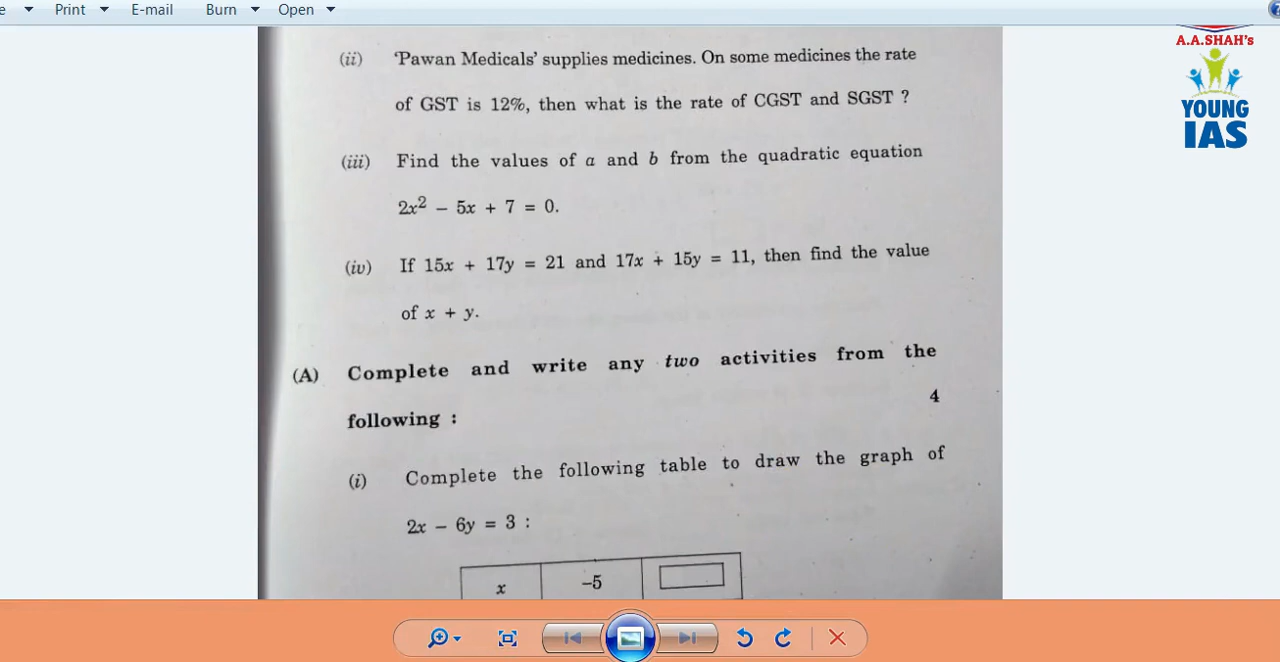 e Print E-mail Burn Open
A.A.SHAH's
YOUNG
IAS
(ii) 'Pawan Medicals' supplies medicines. On some medicines the rate
of GST is 12%, then what is the rate of CGST and SGST ?
(iii) Find the values of a and b from the quadratic equation
2x² – 5x + 7 = 0.
(iv) If 15x + 17y = 21 and 17x + 15y = 11, then find the value
of x + y.
(A) Complete and write any two activities from the
following : 4
(i) Complete the following table to draw the graph of
2x – 6y = 3 :
x –5